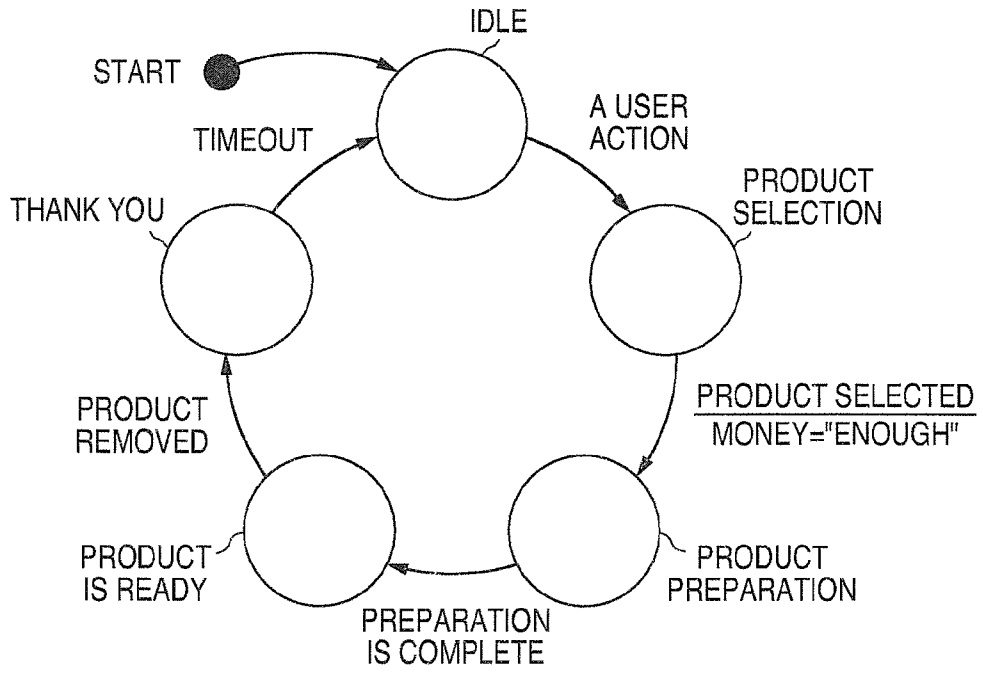 IDLE
START
A USER
ACTION
TIMEOUT
PRODUCT
SELECTION
THANK YOU
PRODUCT SELECTED
MONEY="ENOUGH"
PRODUCT
REMOVED
PRODUCT
IS READY
PRODUCT
PREPARATION
PREPARATION
IS COMPLETE